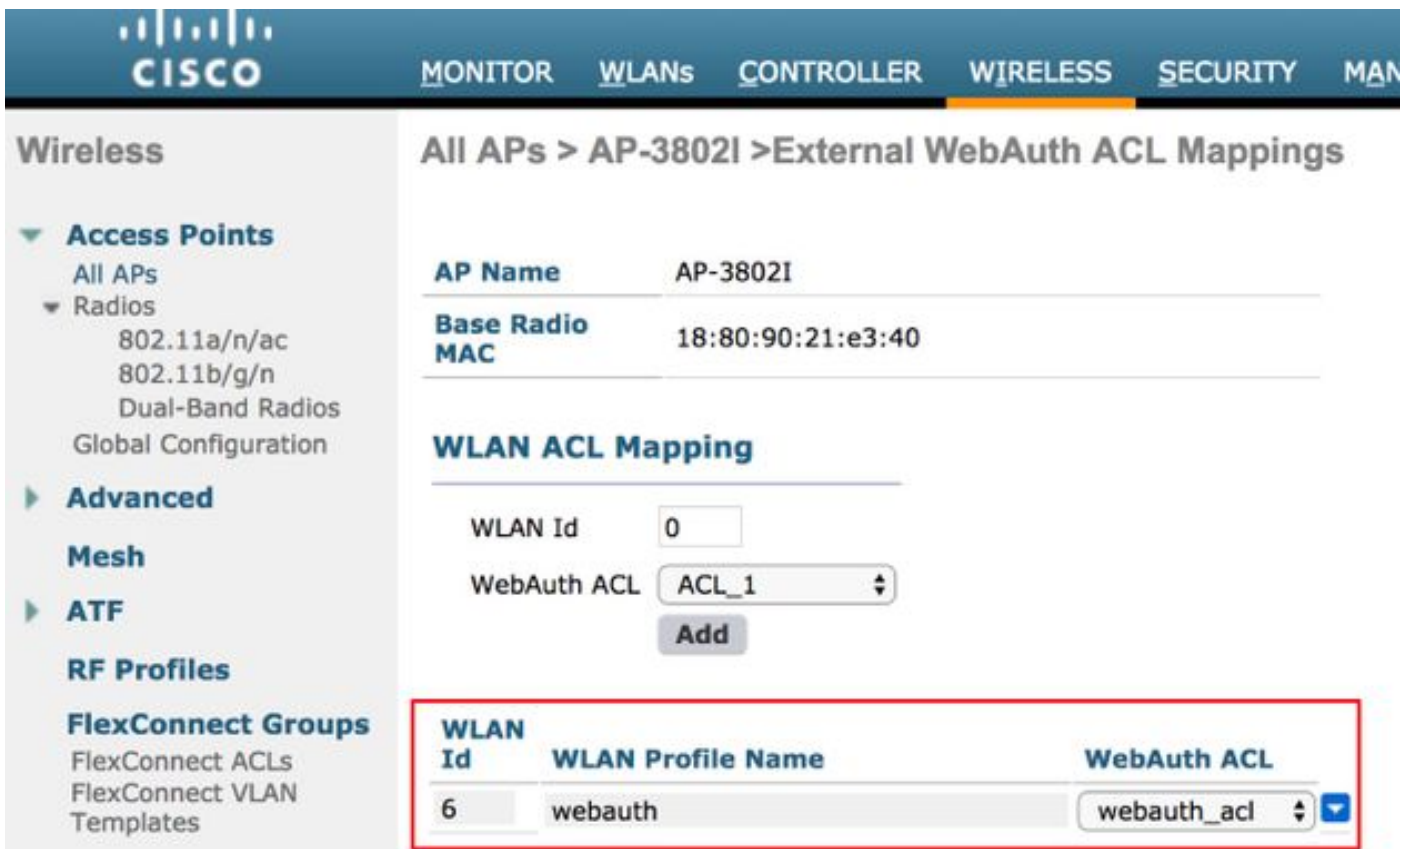 CISCO
MONITOR WLANs CONTROLLER WIRELESS SECURITY MAN
Wireless
Access Points
All APs
Radios
802.11a/n/ac
802.11b/g/n
Dual-Band Radios
Global Configuration
Advanced
Mesh
ATF
RF Profiles
FlexConnect Groups
FlexConnect ACLs
FlexConnect VLAN
Templates
All APs > AP-3802I >External WebAuth ACL Mappings
AP Name AP-3802I
Base Radio
MAC 18:80:90:21:e3:40
WLAN ACL Mapping
WLAN Id 0
WebAuth ACL ACL_1
Add
WLAN
Id WLAN Profile Name WebAuth ACL
6 webauth webauth_acl